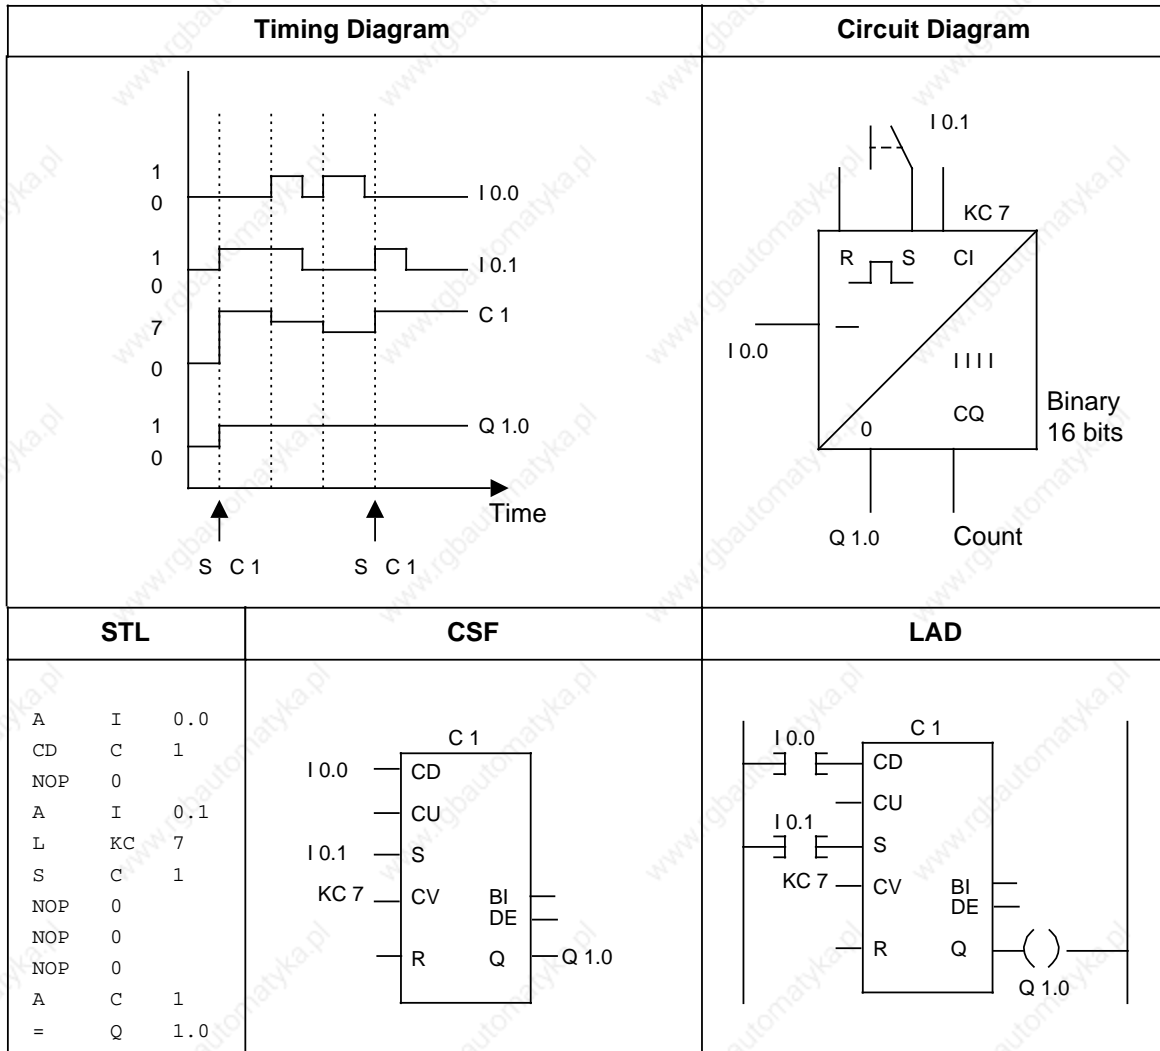 Timing Diagram
Circuit Diagram
1
0
I 0.0
1
0
I 0.1
7
0
C 1
1
0
Q 1.0
Time
S C 1
S C 1
I 0.1
KC 7
R S CI
I 0.0
I I I I
CQ
0
Binary
16 bits
Q 1.0
Count
STL
CSF
LAD
A I 0.0
CD C 1
NOP 0
A I 0.1
L KC 7
S C 1
NOP 0
NOP 0
NOP 0
A C 1
= Q 1.0
C 1
I 0.0
CD
CU
I 0.1
S
KC 7
CV
BI
DE
R
Q
Q 1.0
C 1
I 0.0
CD
CU
I 0.1
S
KC 7
CV
BI
DE
R
Q
Q 1.0
www.rgbautomatyka.pl